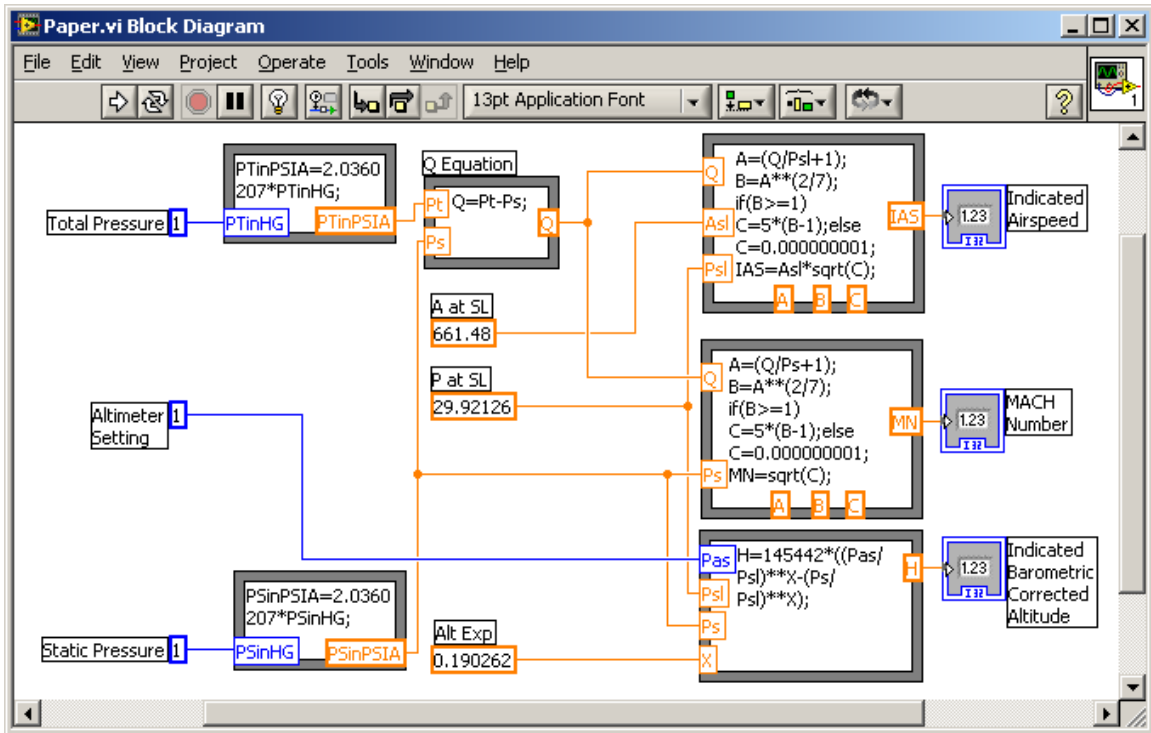 Paper.vi Block Diagram
File Edit View Project Operate Tools Window Help
13pt Application Font
?
1
PTinPSIA=2.0360
207*PTinHG;
Total Pressure 1
PTinHG
PTinPSIA
Q Equation
Pt
Q=Pt-Ps;
Ps
Q
Q
A=(Q/Psl+1);
B=A**(2/7);
if(B>=1)
Asl
C=5*(B-1);else
C=0.000000001;
Psl
IAS=Asl*sqrt(C);
IAS
A B C
1.23
I32
Indicated
Airspeed
A at SL
661.48
P at SL
29.92126
Q
A=(Q/Ps+1);
B=A**(2/7);
if(B>=1)
C=5*(B-1);else
C=0.000000001;
Ps
MN=sqrt(C);
MN
A B C
1.23
I32
MACH
Number
Altimeter
Setting
1
Pas
H=145442*((Pas/
Psl)**X-(Ps/
Psl)**X);
Psl
Ps
X
H
1.23
I32
Indicated
Barometric
Corrected
Altitude
PSinPSIA=2.0360
207*PSinHG;
Static Pressure 1
PSinHG
PSinPSIA
Alt Exp
0.190262